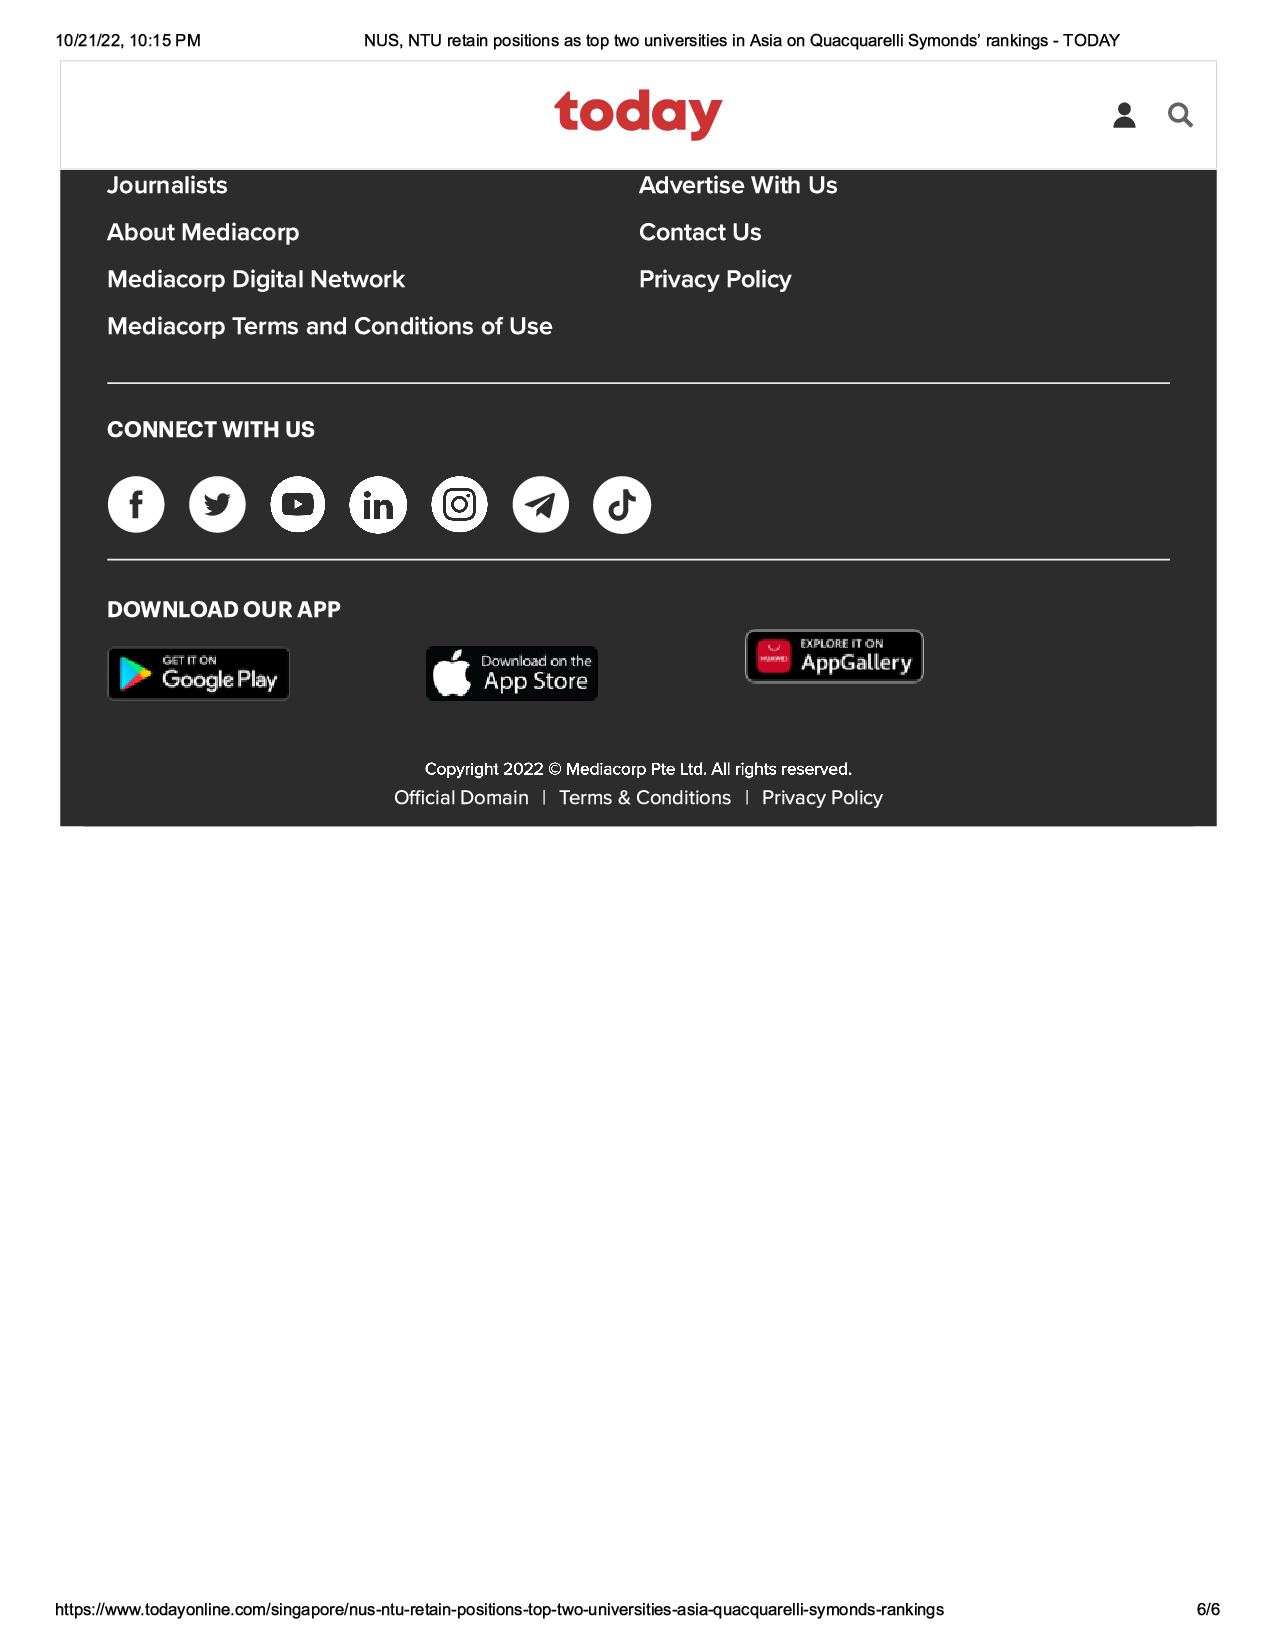 10/21/22, 10:15 PM NUS, NTU retain positions as top two universities in Asia on Quacquarelli Symonds’ rankings - TODAY
today
Journalists
Advertise With Us
About Mediacorp
Contact Us
Mediacorp Digital Network
Privacy Policy
Mediacorp Terms and Conditions of Use
CONNECT WITH US
DOWNLOAD OUR APP
GET IT ON
Google Play
Download on the
App Store
HUAWEI
EXPLORE IT ON
AppGallery
Copyright 2022 © Mediacorp Pte Ltd. All rights reserved.
Official Domain | Terms & Conditions | Privacy Policy
https://www.todayonline.com/singapore/nus-ntu-retain-positions-top-two-universities-asia-quacquarelli-symonds-rankings 6/6